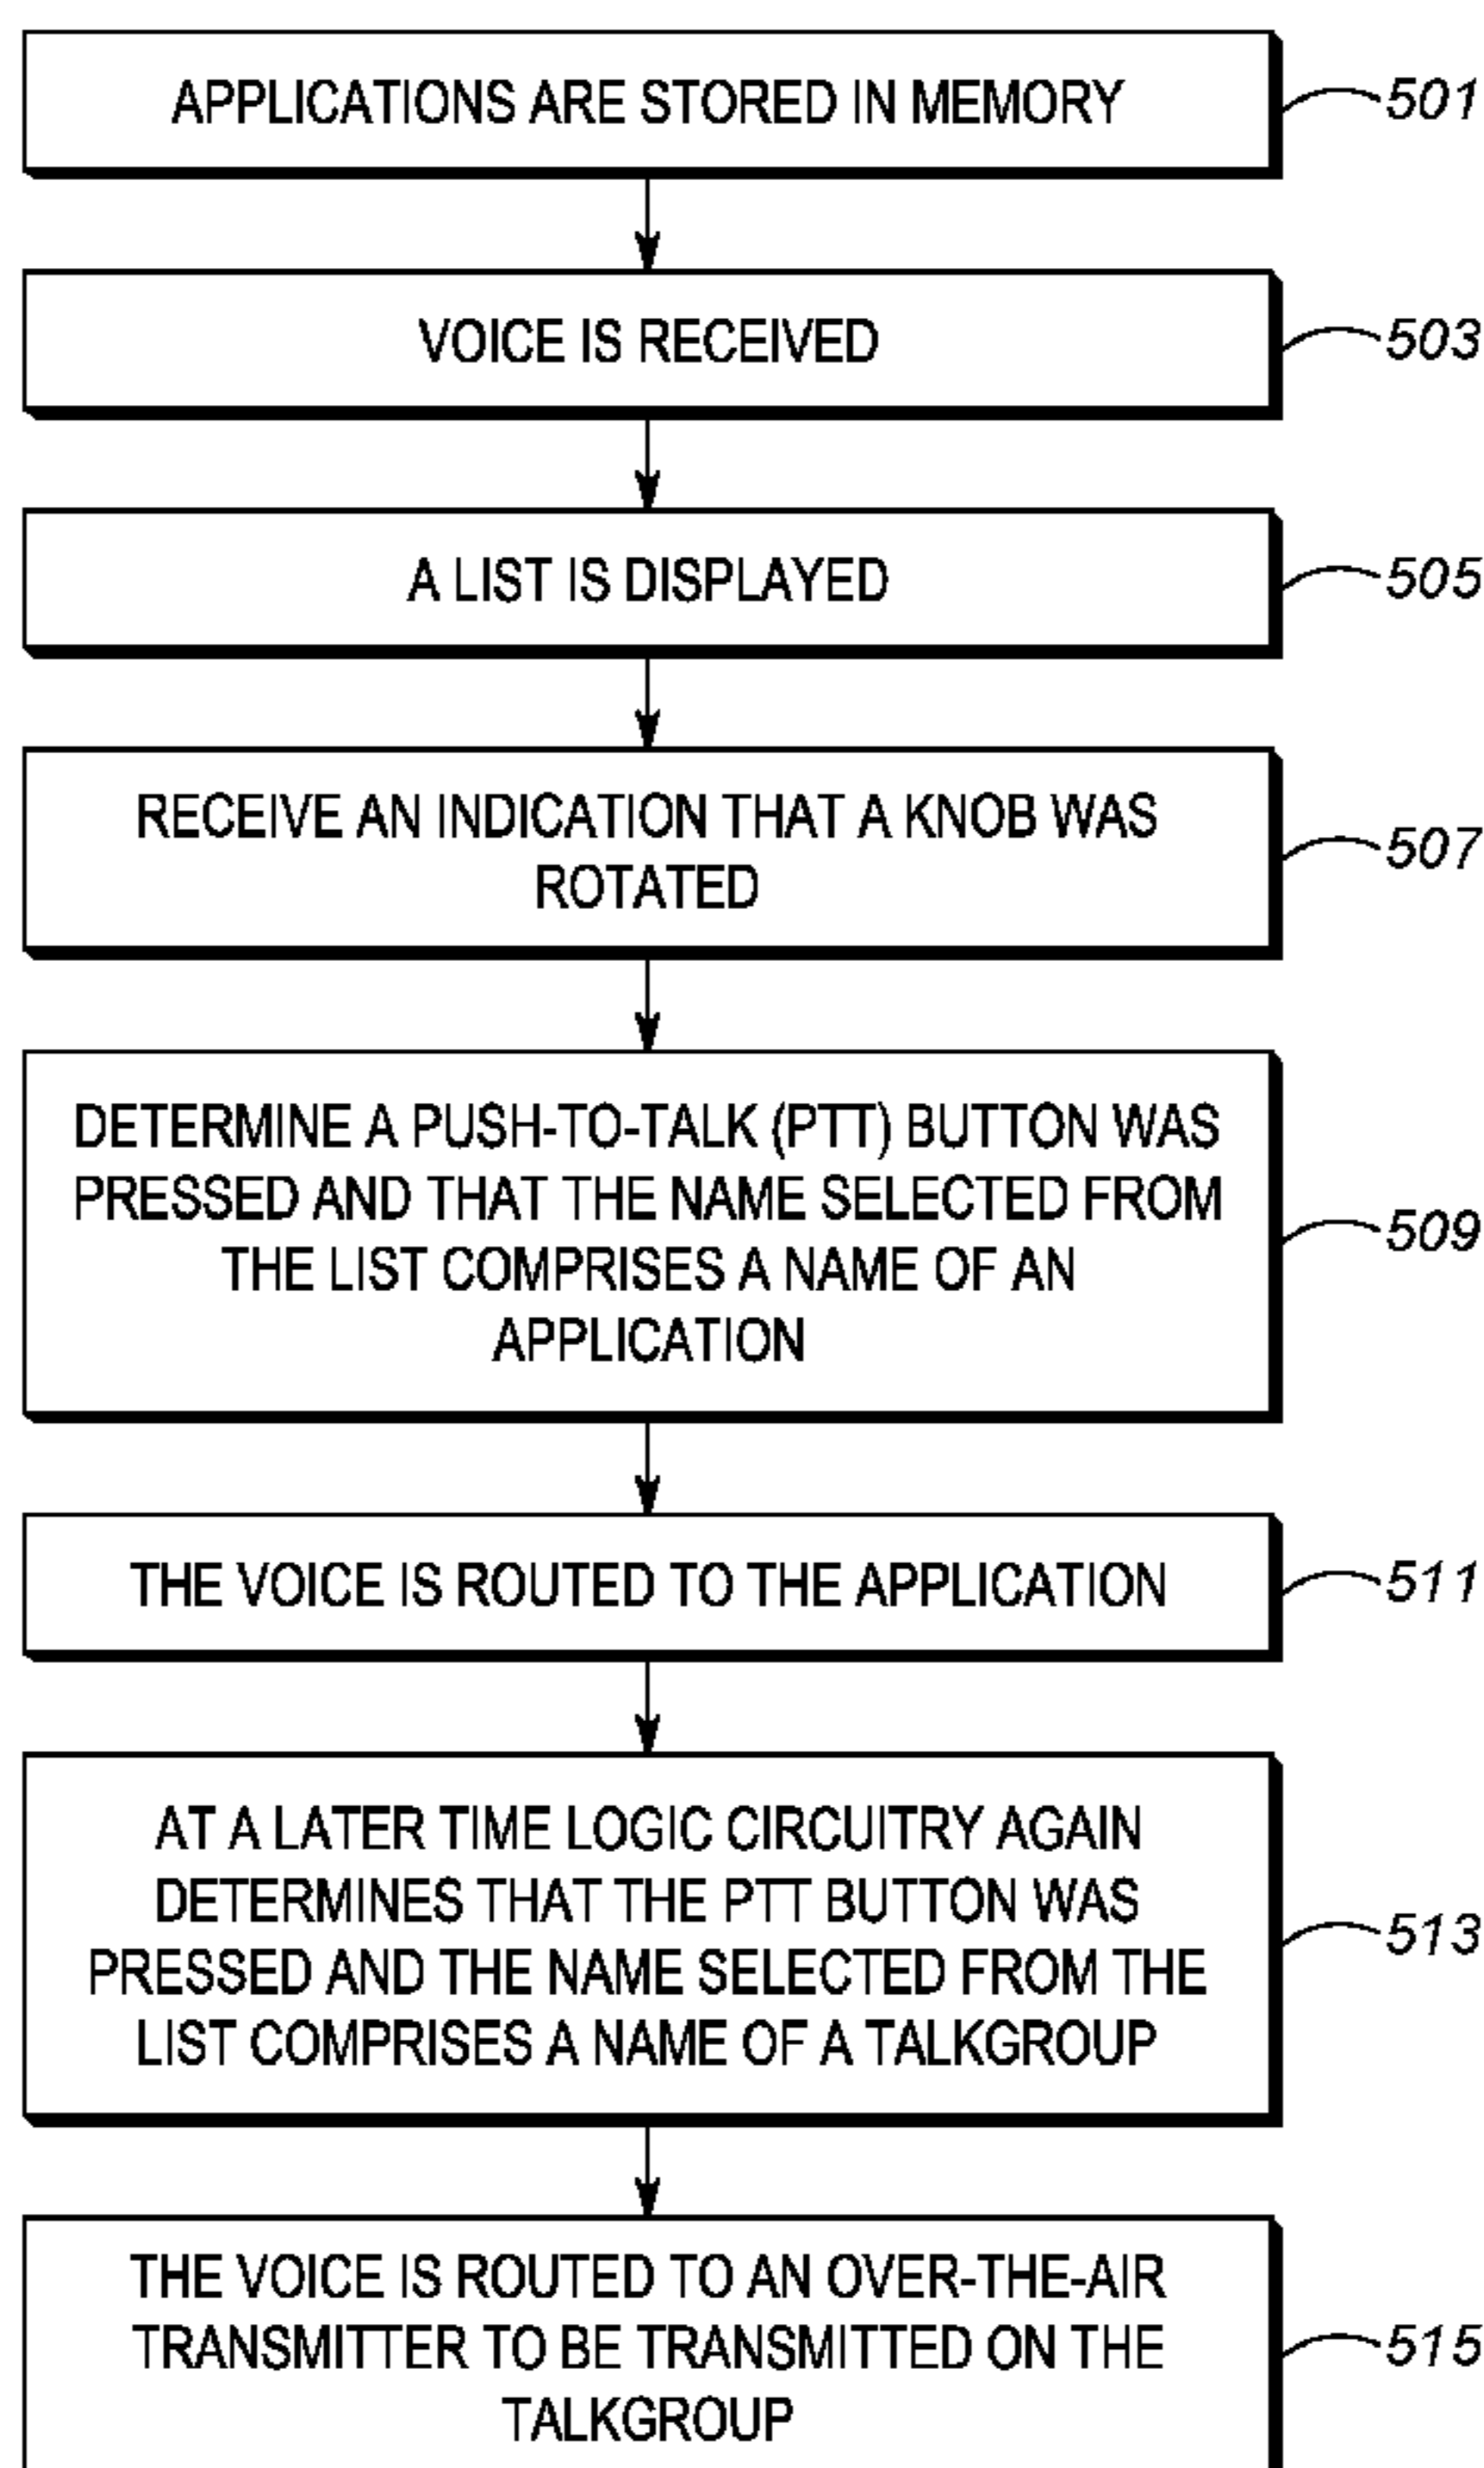 APPLICATIONS ARE STORED IN MEMORY
501
VOICE IS RECEIVED
503
A LIST IS DISPLAYED
505
RECEIVE AN INDICATION THAT A KNOB WAS
ROTATED
507
DETERMINE A PUSH-TO-TALK (PTT) BUTTON WAS
PRESSED AND THAT THE NAME SELECTED FROM
THE LIST COMPRISES A NAME OF AN
APPLICATION
509
THE VOICE IS ROUTED TO THE APPLICATION
511
AT A LATER TIME LOGIC CIRCUITRY AGAIN
DETERMINES THAT THE PTT BUTTON WAS
PRESSED AND THE NAME SELECTED FROM THE
LIST COMPRISES A NAME OF A TALKGROUP
513
THE VOICE IS ROUTED TO AN OVER-THE-AIR
TRANSMITTER TO BE TRANSMITTED ON THE
TALKGROUP
515